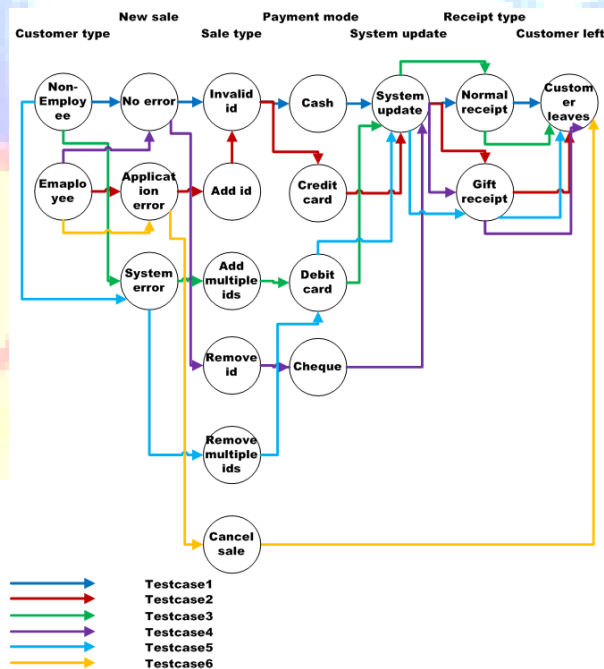 New sale
Payment mode
Receipt type
Customer type
Sale type
System update
Customer left
Non-
Employ
ee
No error
Invalid
id
Cash
System
update
Normal
receipt
Custom
er
leaves
Emaplo
yee
Applicat
ion
error
Add id
Credit
card
Gift
receipt
System
error
Add
multiple
ids
Debit
card
Remove
id
Cheque
Remove
multiple
ids
Cancel
sale
Testcase1
Testcase2
Testcase3
Testcase4
Testcase5
Testcase6